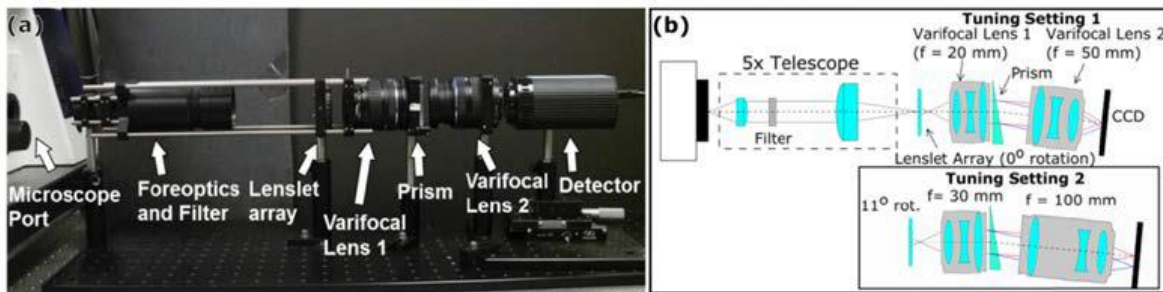 (a)
Microscope
Port
Foreoptics
and Filter
Lenslet
array
Varifocal
Lens 1
Prism
Varifocal
Lens 2
Detector
(b)
Tuning Setting 1
Varifocal Lens 1
(f = 20 mm)
Varifocal Lens 2
(f = 50 mm)
5x Telescope
Prism
Filter
CCD
Lenslet Array (0° rotation)
Tuning Setting 2
11° rot.
f= 30 mm
f = 100 mm